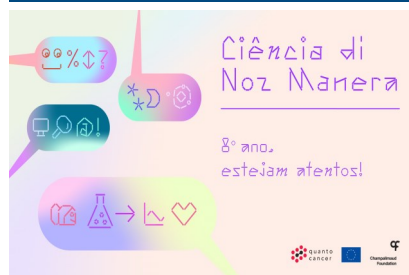 Ciência di
Noz Manera
8º ano,
estejam atentos!
quanto
cancer
Champalimaud
Foundation